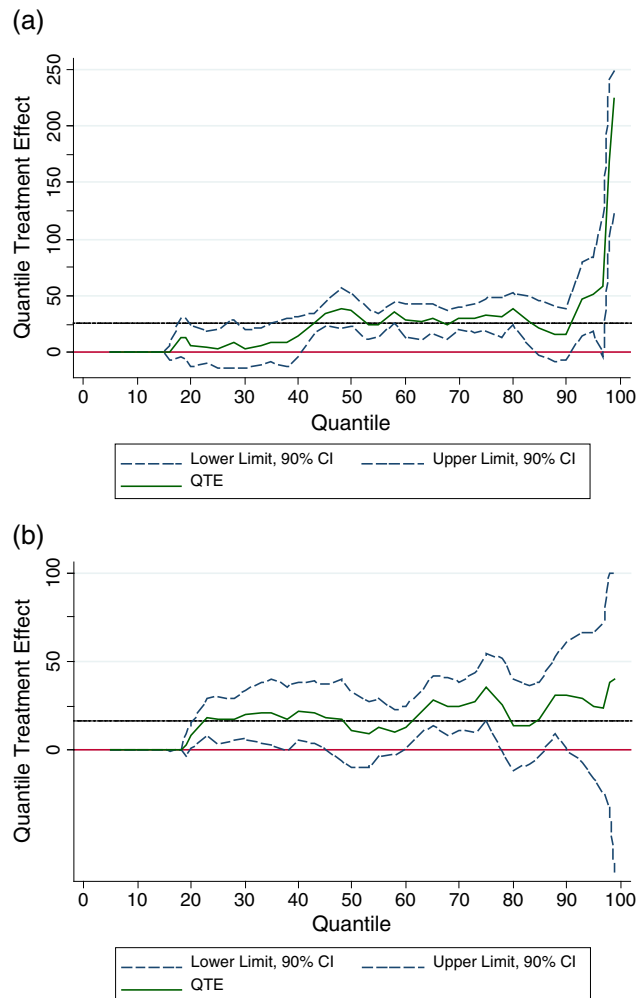 (a)
250
200
150
100
50
0
Quantile Treatment Effect
0 10 20 30 40 50 60 70 80 90 100
Quantile
Lower Limit, 90% CI Upper Limit, 90% CI
QTE
(b)
100
50
0
Quantile Treatment Effect
0 10 20 30 40 50 60 70 80 90 100
Quantile
Lower Limit, 90% CI Upper Limit, 90% CI
QTE